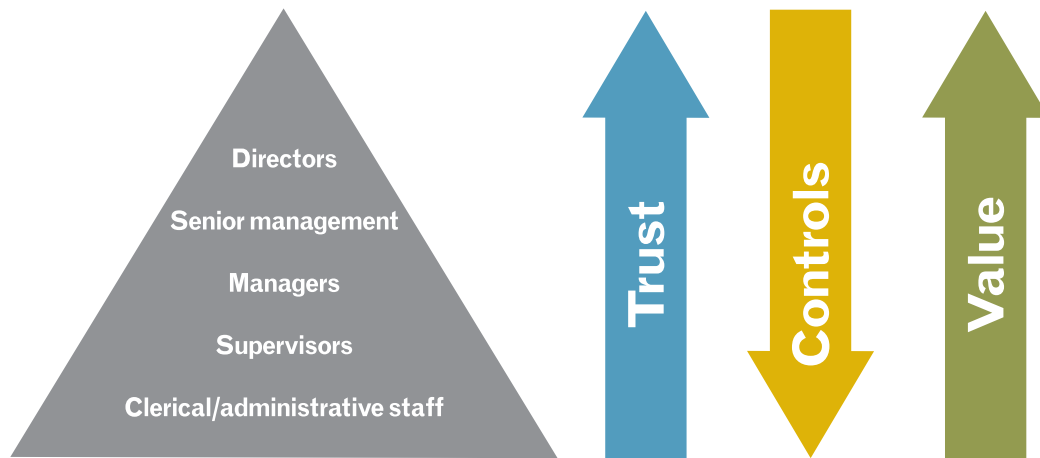 Directors
Senior management
Managers
Supervisors
Clerical/administrative staff
Trust
Controls
Value